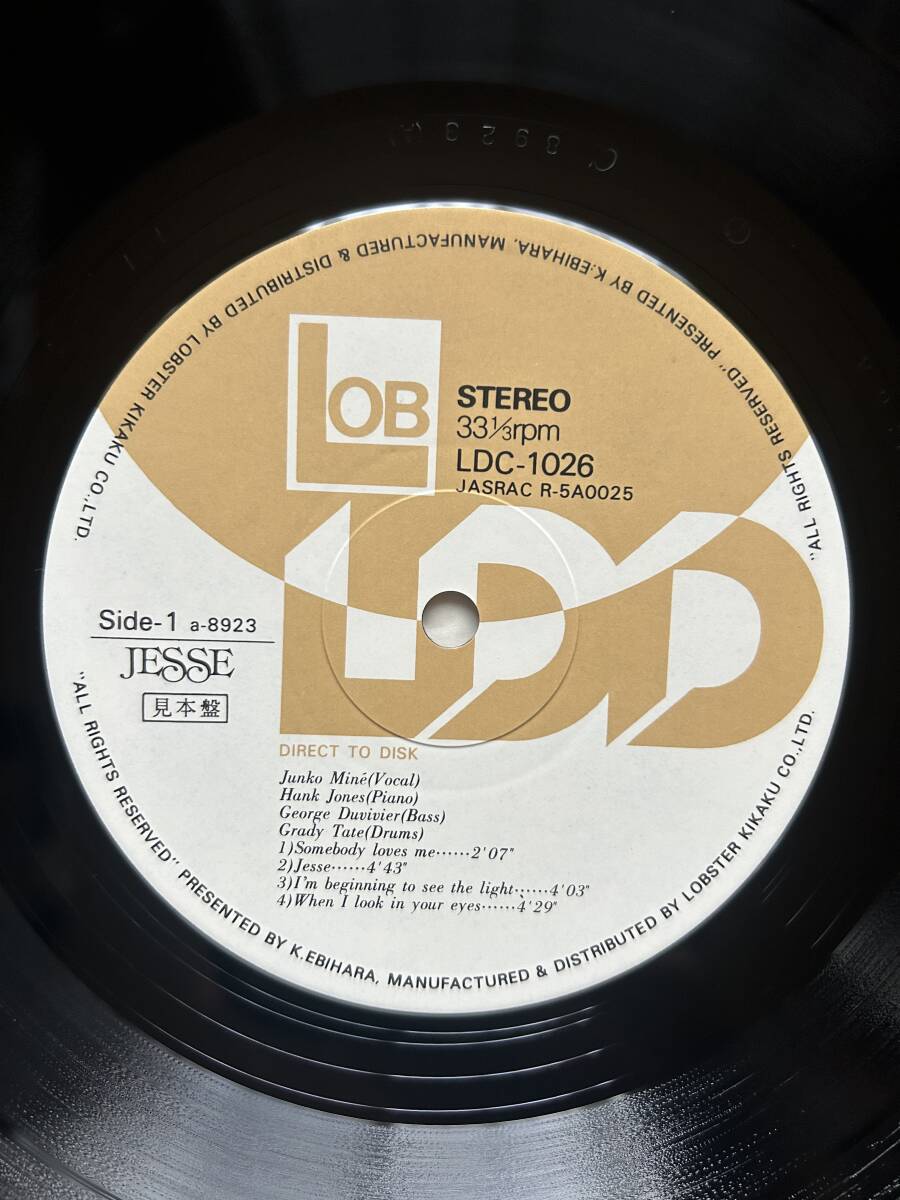 C 8923(A)
"ALL RIGHTS RESERVED" PRESENTED BY K.EBIHARA, MANUFACTURED & DISTRIBUTED BY LOBSTER KIKAKU CO.,LTD.
LOB
STEREO
33⅓rpm
LDC-1026
JASRAC R-5A0025
LDD
Side-1 a-8923
JESSE
見本盤
DIRECT TO DISK
Junko Miné(Vocal)
Hank Jones(Piano)
George Duvivier(Bass)
Grady Tate(Drums)
1)Somebody loves me……2'07"
2)Jesse……4'43"
3)I'm beginning to see the light……4'03"
4)When I look in your eyes……4'29"
"ALL RIGHTS RESERVED" PRESENTED BY K.EBIHARA, MANUFACTURED & DISTRIBUTED BY LOBSTER KIKAKU CO.,LTD.